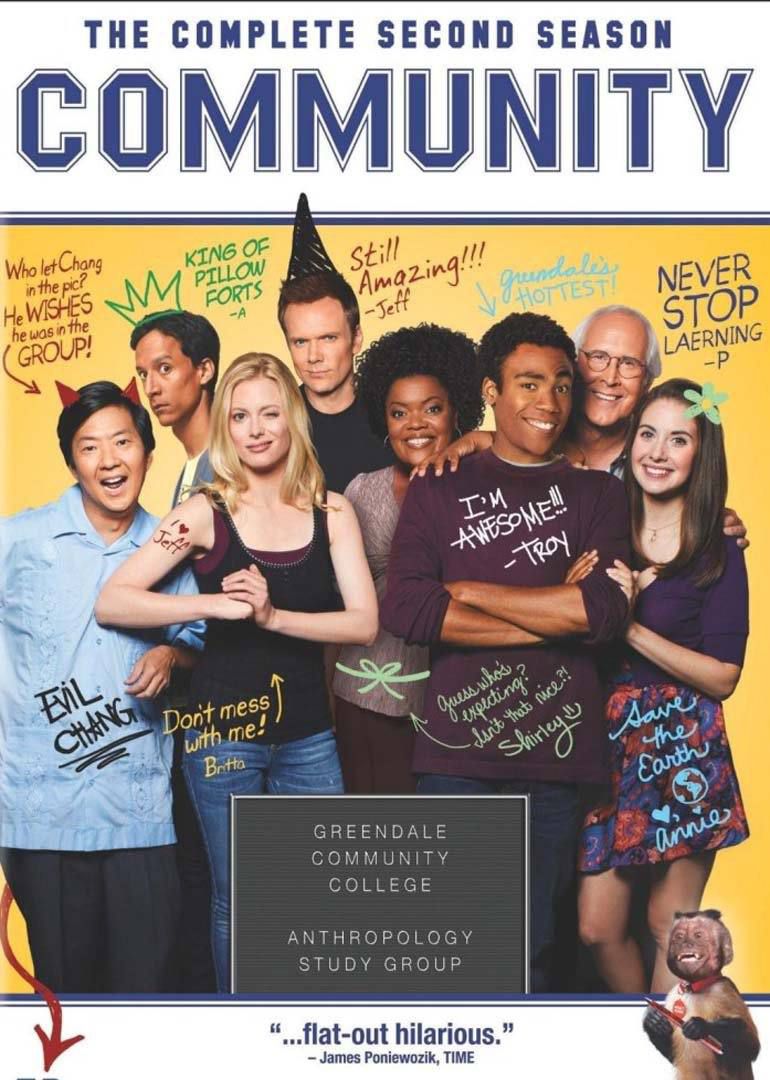 THE COMPLETE SECOND SEASON
COMMUNITY
Who let Chang
in the pic?
He WISHES
he was in the
GROUP!
KING OF
PILLOW
FORTS
-A
Still
Amazing!!!
-Jeff
greendale's
HOTTEST!
NEVER
STOP
LAERNING
-P
I ♥
Jeff
I'M
AWESOME!!!
-TROY
EVIL
CHANG
Don't mess
with me!
Britta
Guess who's
expecting?
Isn't that nice?!
Shirley
Save
the
Earth
annie
GREENDALE
COMMUNITY
COLLEGE
ANTHROPOLOGY
STUDY GROUP
“...flat-out hilarious.”
– James Poniewozik, TIME